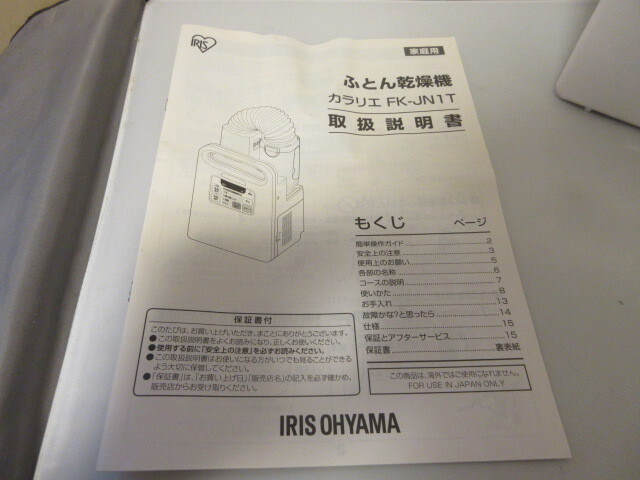 IRIS
家庭用
ふとん乾燥機
カラリエ FK-JN1T
取扱説明書
もくじ ページ
簡単操作ガイド 2
安全上の注意 3
使用上のお願い 5
各部の名称 6
コースの説明 7
使いかた 8
お手入れ 13
故障かな?と思ったら 14
仕様 15
保証とアフターサービス 15
保証書 裏表紙
保証書付
このたびは、お買い上げいただき、まことにありがとうございます。
●この取扱説明書をよくお読みになり、正しくお使いください。
●使用する前に「安全上の注意」を必ずお読みください。
●この取扱説明書はお使いになる方がいつでも見ることができる
よう大切に保管してください。
●「保証書」は、「お買い上げ日」「販売店名」の記入を必ず確かめ、
販売店からお受け取りください。
この商品は、海外ではご使用になれません。
FOR USE IN JAPAN ONLY
IRIS OHYAMA